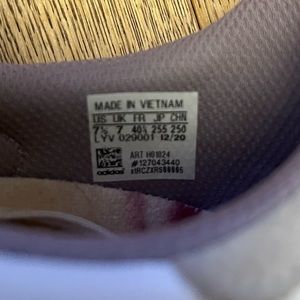 MADE IN VIETNAM
US UK FR JP CHN
7½ 7 40⅔ 255 250
LYV 029001 12/20
ART H01024
#127043440
adidas